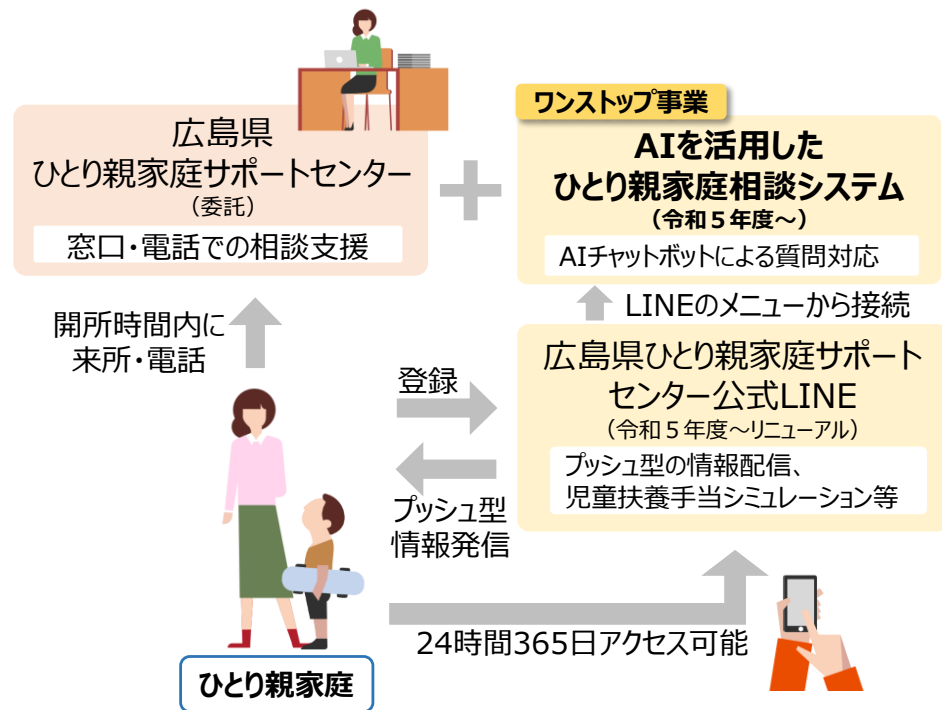 広島県
ひとり親家庭サポートセンター
（委託）
窓口・電話での相談支援
ワンストップ事業
AIを活用した
ひとり親家庭相談システム
（令和５年度～）
AIチャットボットによる質問対応
LINEのメニューから接続
開所時間内に
来所・電話
広島県ひとり親家庭サポート
センター公式LINE
（令和５年度～リニューアル）
プッシュ型の情報配信、
児童扶養手当シミュレーション等
登録
プッシュ型
情報発信
24時間365日アクセス可能
ひとり親家庭